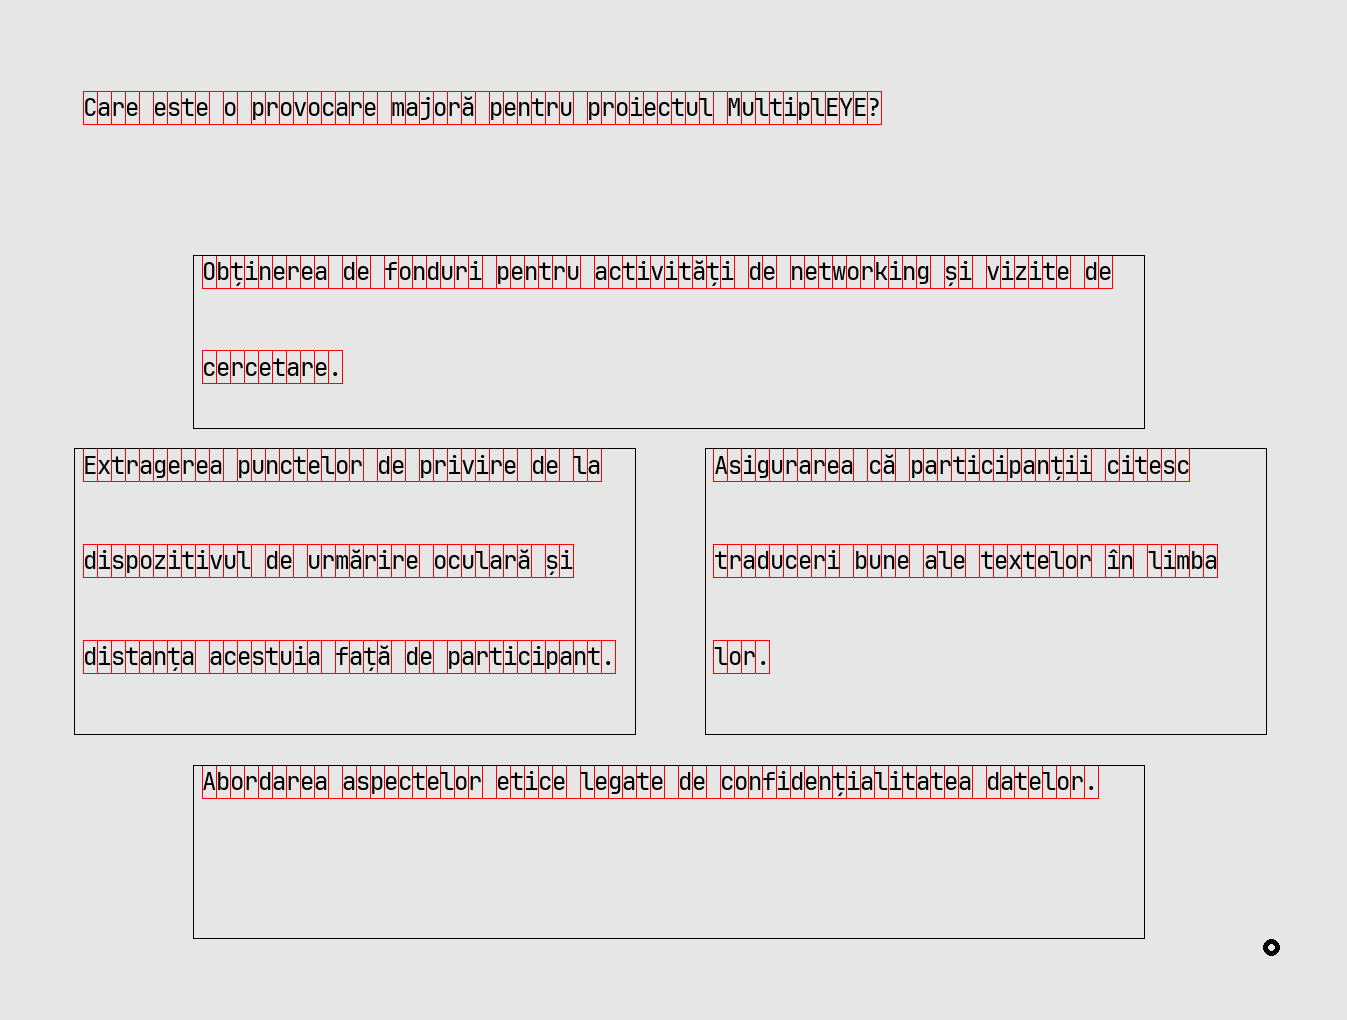 Care este o provocare majoră pentru proiectul MultiplEYE?
Obținerea de fonduri pentru activități de networking și vizite de
cercetare.
Extragerea punctelor de privire de la
dispozitivul de urmărire oculară și
distanța acestuia față de participant.
Asigurarea că participanții citesc
traduceri bune ale textelor în limba
lor.
Abordarea aspectelor etice legate de confidențialitatea datelor.